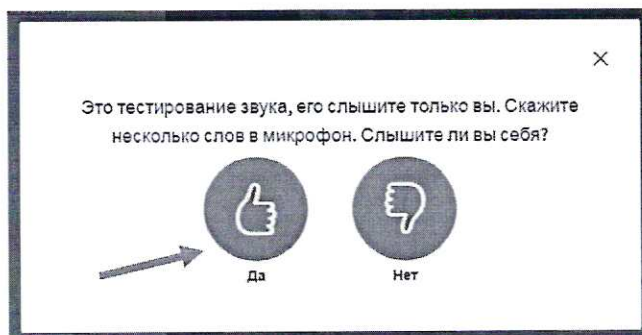 Это тестирование звука, его слышите только вы. Скажите
несколько слов в микрофон. Слышите ли вы себя?
Да
Нет